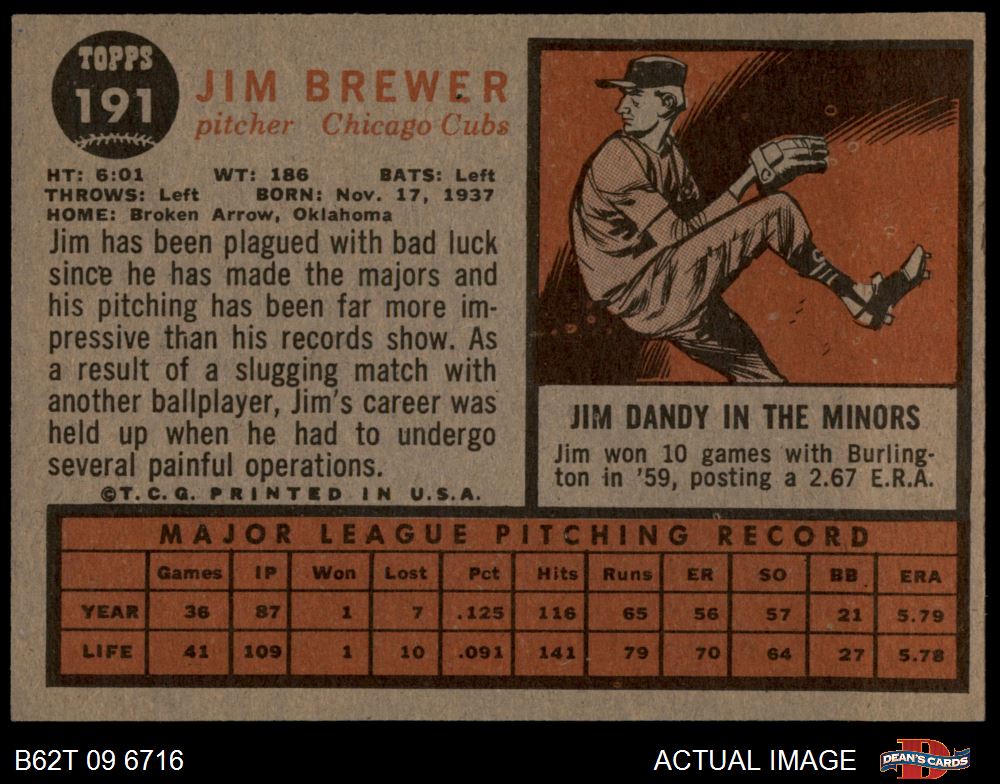 TOPPS
191
JIM BREWER
pitcher Chicago Cubs
HT: 6:01 WT: 186 BATS: Left
THROWS: Left BORN: Nov. 17, 1937
HOME: Broken Arrow, Oklahoma
Jim has been plagued with bad luck
since he has made the majors and
his pitching has been far more im-
pressive than his records show. As
a result of a slugging match with
another ballplayer, Jim's career was
held up when he had to undergo
several painful operations.
©T.C.G. PRINTED IN U.S.A.
JIM DANDY IN THE MINORS
Jim won 10 games with Burling-
ton in '59, posting a 2.67 E.R.A.
MAJOR LEAGUE PITCHING RECORD
Games IP Won Lost Pct Hits Runs ER SO BB ERA
YEAR 36 87 1 7 .125 116 65 56 57 21 5.79
LIFE 41 109 1 10 .091 141 79 70 64 27 5.78
B62T 09 6716 ACTUAL IMAGE DEAN'S CARDS